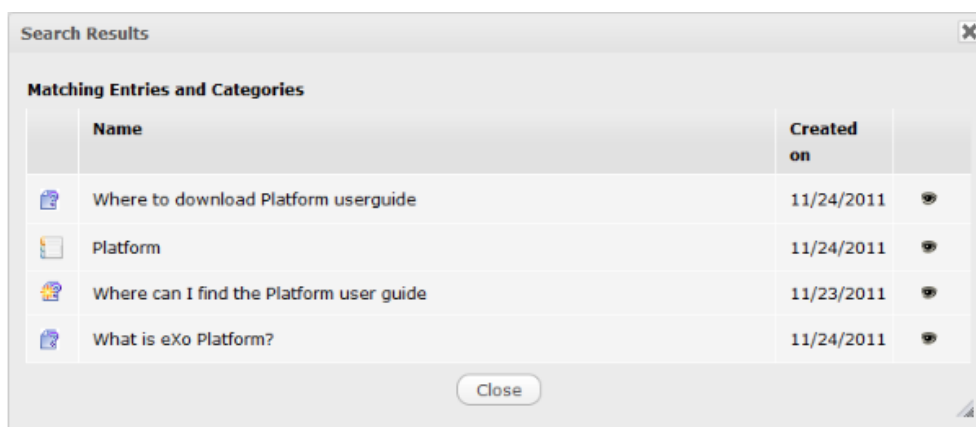 Search Results
Matching Entries and Categories
Name
Created
on
Where to download Platform userguide 11/24/2011
Platform 11/24/2011
Where can I find the Platform user guide 11/23/2011
What is eXo Platform? 11/24/2011
Close